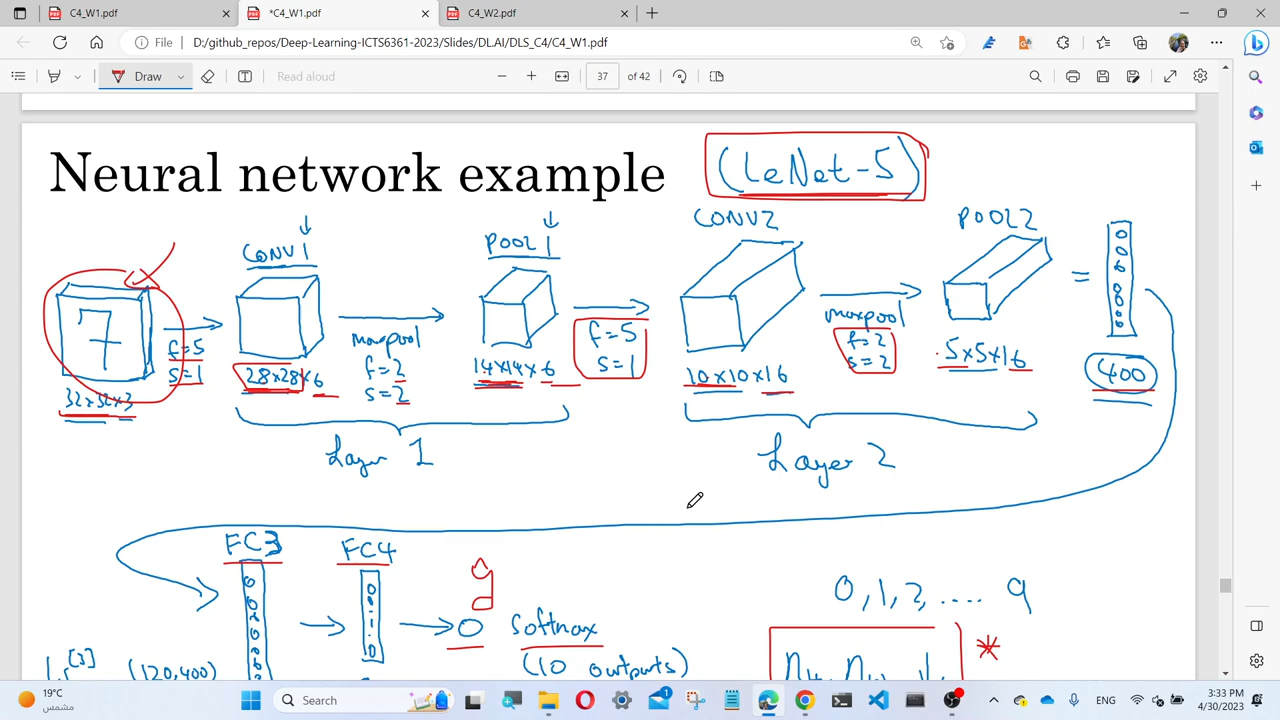 C4_W1.pdf
*C4_W1.pdf
C4_W2.pdf
File
D:/github_repos/Deep-Learning-ICTS6361-2023/Slides/DL.AI/DLS_C4/C4_W1.pdf
Draw
Read aloud
37 of 42
Neural network example (LeNet-5)
CONV1 POOL1 CONV2 POOL2
7
f=5
s=1
32x32x3
28x28x6
maxpool
f=2
s=2
14x14x6
f=5
s=1
10x10x16
maxpool
f=2
s=2
5x5x16
=
400
Layer 1
Layer 2
FC3 FC4
ŷ
softmax
(10 outputs)
0,1,2,.... 9
[3] (120,400)
*
19°C
مشمس
Search
1
ENG
3:33 PM
4/30/2023